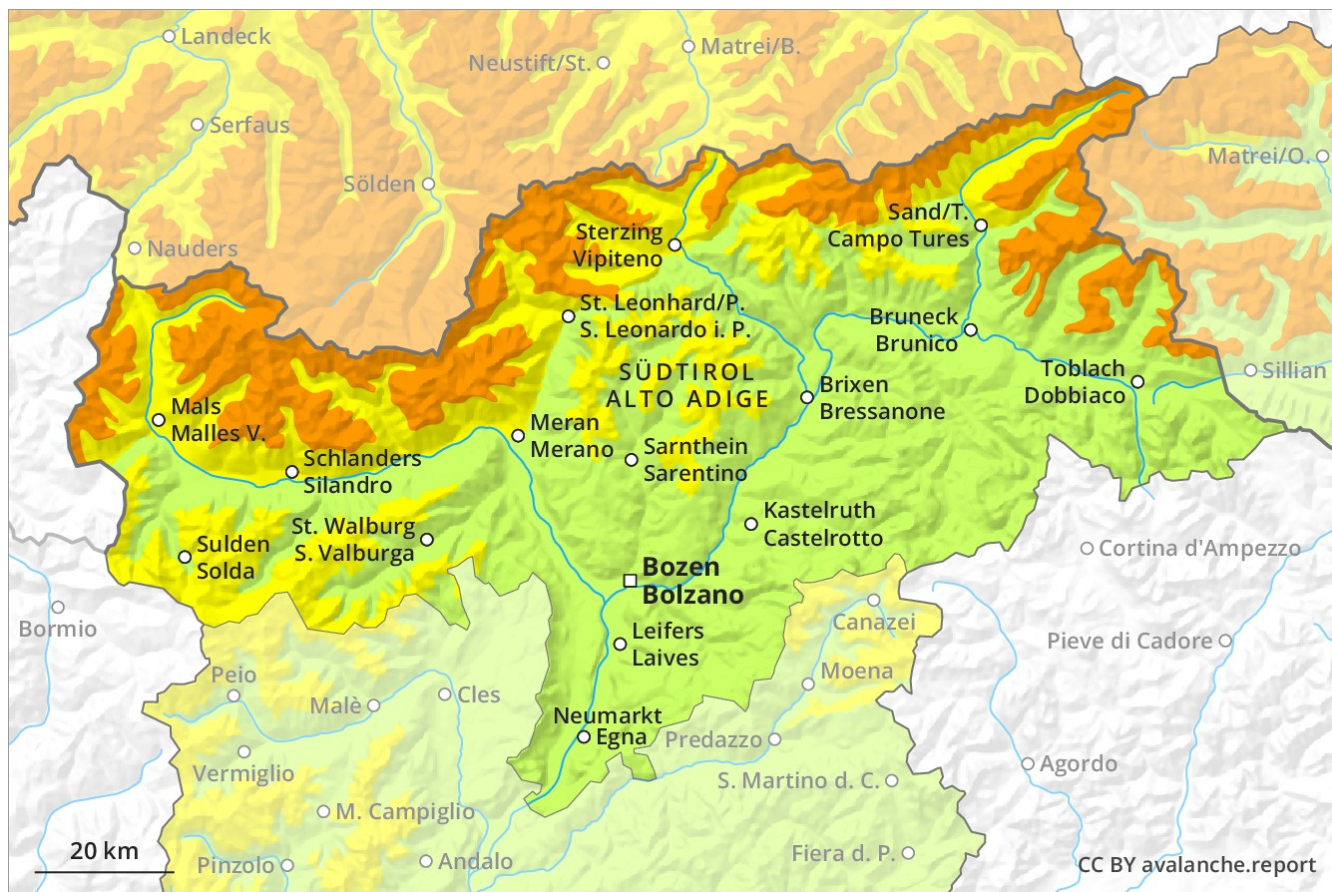 Landeck
Matrei/B.
Neustift/St.
Serfaus
Matrei/O.
Sölden
Nauders
Sand/T.
Campo Tures
Sterzing
Vipiteno
St. Leonhard/P.
S. Leonardo i. P.
Bruneck
Brunico
SÜDTIROL
ALTO ADIGE
Toblach
Dobbiaco
Sillian
Brixen
Bressanone
Mals
Malles V.
Meran
Merano
Sarnthein
Sarentino
Schlanders
Silandro
Kastelruth
Castelrotto
St. Walburg
S. Valburga
Sulden
Solda
Cortina d'Ampezzo
Bozen
Bolzano
Bormio
Canazei
Leifers
Laives
Pieve di Cadore
Peio
Moena
Malè
Cles
Neumarkt
Egna
Predazzo
Vermiglio
Agordo
S. Martino d. C.
M. Campiglio
20 km
Pinzolo
Andalo
Fiera d. P.
CC BY avalanche.report